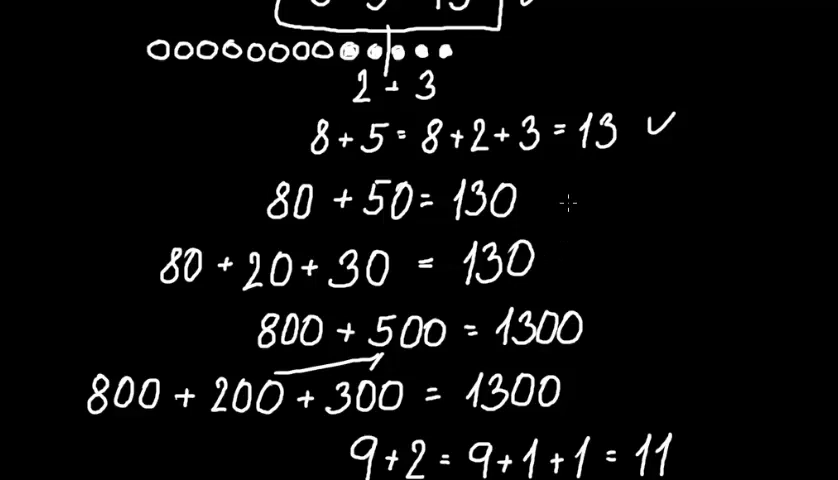 2 + 3
8 + 5 = 8 + 2 + 3 = 13 ✓
80 + 50 = 130
80 + 20 + 30 = 130
800 + 500 = 1300
800 + 200 + 300 = 1300
9 + 2 = 9 + 1 + 1 = 11